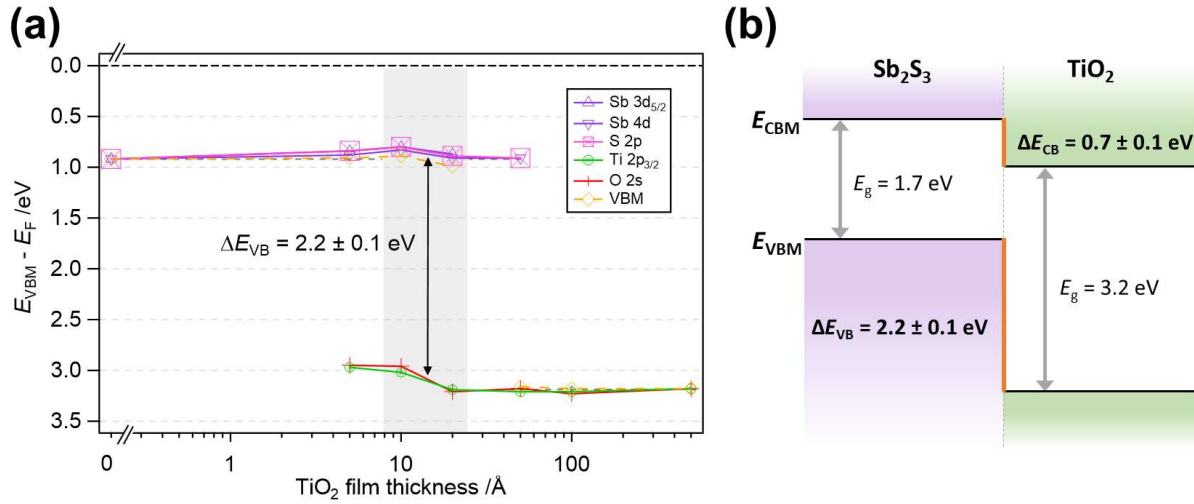 (a)
E_VBM - E_F /eV
0.0
0.5
1.0
1.5
2.0
2.5
3.0
3.5
Sb 3d5/2
Sb 4d
S 2p
Ti 2p3/2
O 2s
VBM
ΔE_VB = 2.2 ± 0.1 eV
0
1
10
100
TiO2 film thickness /Å
(b)
Sb2S3
TiO2
E_CBM
ΔE_CB = 0.7 ± 0.1 eV
E_g = 1.7 eV
E_VBM
E_g = 3.2 eV
ΔE_VB = 2.2 ± 0.1 eV